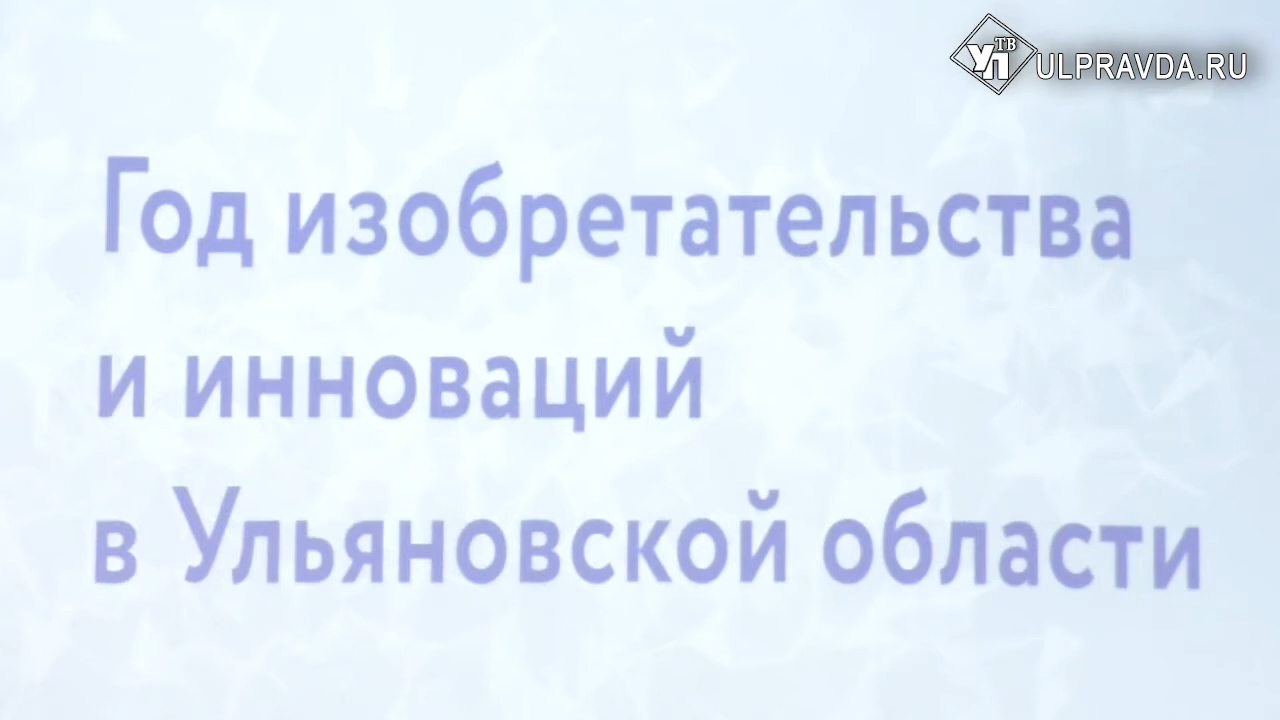 УП ТВ ULPRAVDA.RU
Год изобретательства
и инноваций
в Ульяновской области